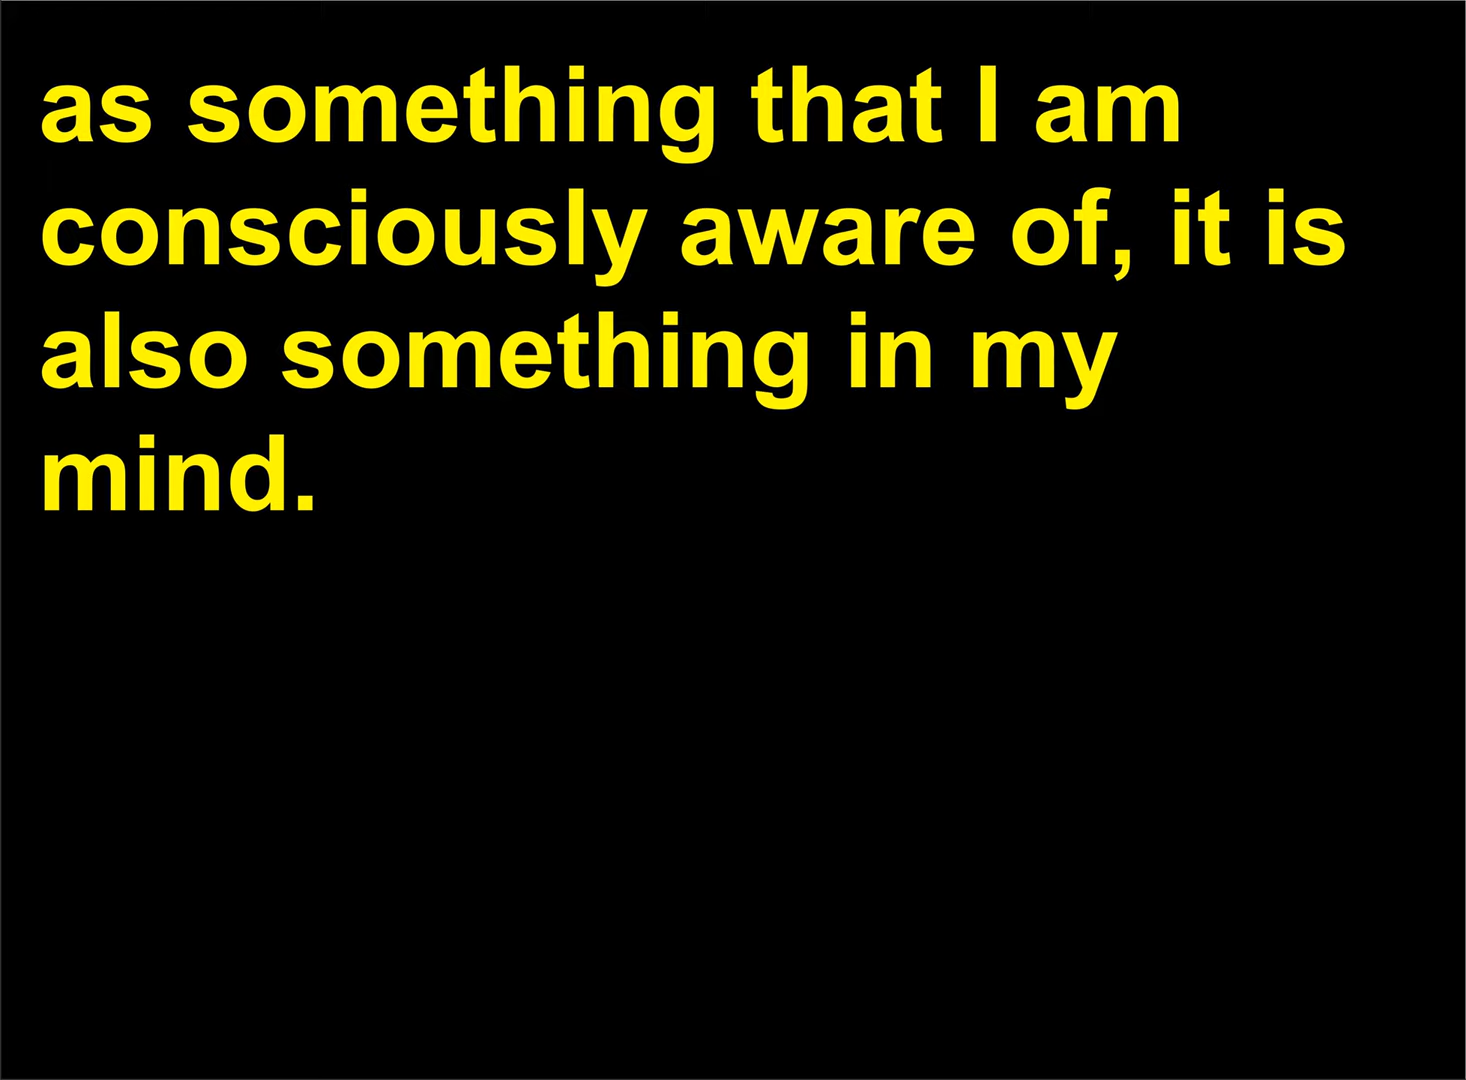 as something that I am
consciously aware of, it is
also something in my
mind.